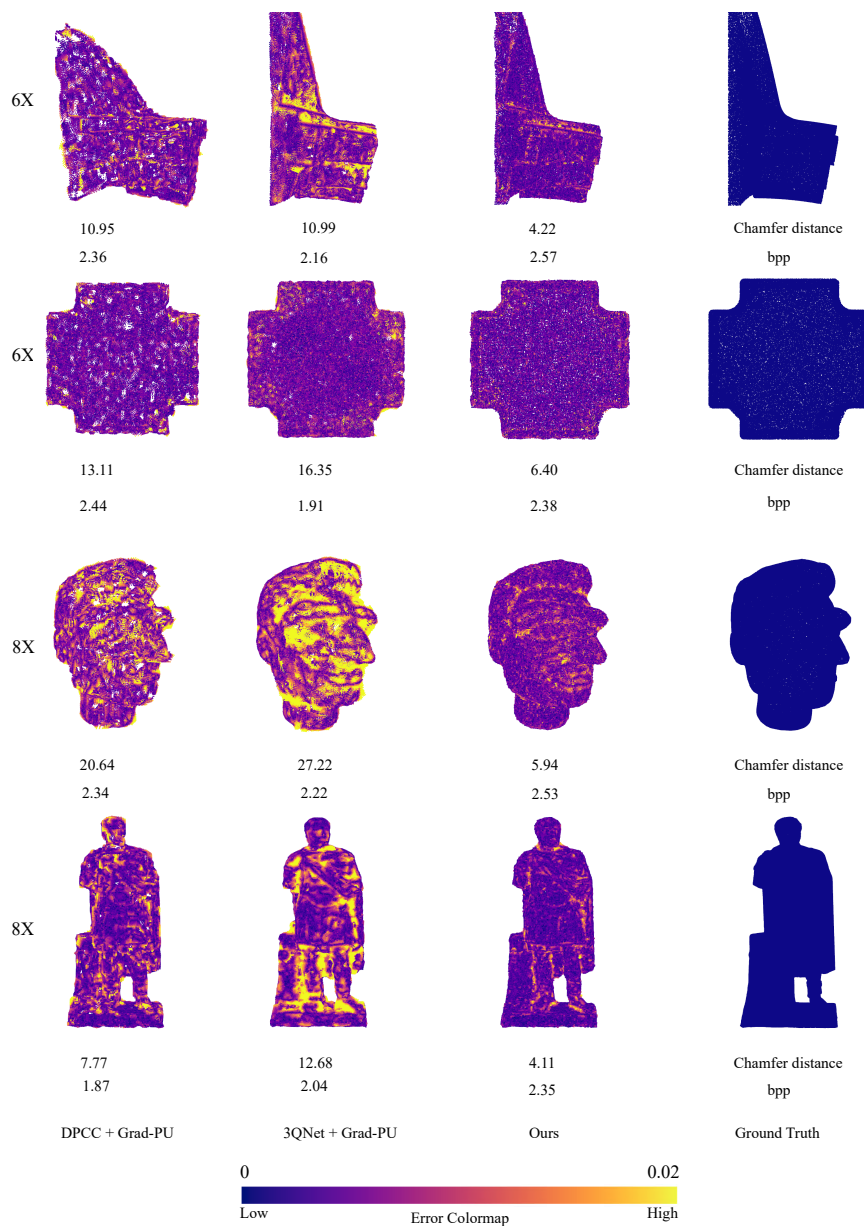 6X
10.95 10.99 4.22 Chamfer distance
2.36 2.16 2.57 bpp
6X
13.11 16.35 6.40 Chamfer distance
2.44 1.91 2.38 bpp
8X
20.64 27.22 5.94 Chamfer distance
2.34 2.22 2.53 bpp
8X
7.77 12.68 4.11 Chamfer distance
1.87 2.04 2.35 bpp
DPCC + Grad-PU 3QNet + Grad-PU Ours Ground Truth
0 0.02
Low Error Colormap High